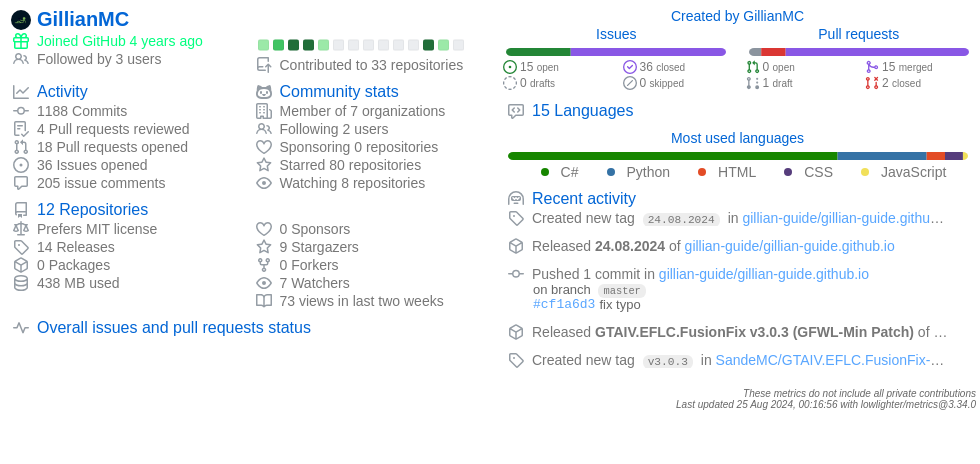 GillianMC
Joined GitHub 4 years ago
Followed by 3 users
Contributed to 33 repositories
Activity
1188 Commits
4 Pull requests reviewed
18 Pull requests opened
36 Issues opened
205 issue comments
Community stats
Member of 7 organizations
Following 2 users
Sponsoring 0 repositories
Starred 80 repositories
Watching 8 repositories
12 Repositories
Prefers MIT license
14 Releases
0 Packages
438 MB used
0 Sponsors
9 Stargazers
0 Forkers
7 Watchers
73 views in last two weeks
Overall issues and pull requests status
Created by GillianMC
Issues
15 open
36 closed
0 drafts
0 skipped
Pull requests
0 open
15 merged
1 draft
2 closed
15 Languages
Most used languages
C# Python HTML CSS JavaScript
Recent activity
Created new tag 24.08.2024 in gillian-guide/gillian-guide.githu…
Released 24.08.2024 of gillian-guide/gillian-guide.github.io
Pushed 1 commit in gillian-guide/gillian-guide.github.io
on branch master
#cf1a6d3 fix typo
Released GTAIV.EFLC.FusionFix v3.0.3 (GFWL-Min Patch) of …
Created new tag v3.0.3 in SandeMC/GTAIV.EFLC.FusionFix-…
These metrics do not include all private contributions
Last updated 25 Aug 2024, 00:16:56 with lowlighter/metrics@3.34.0